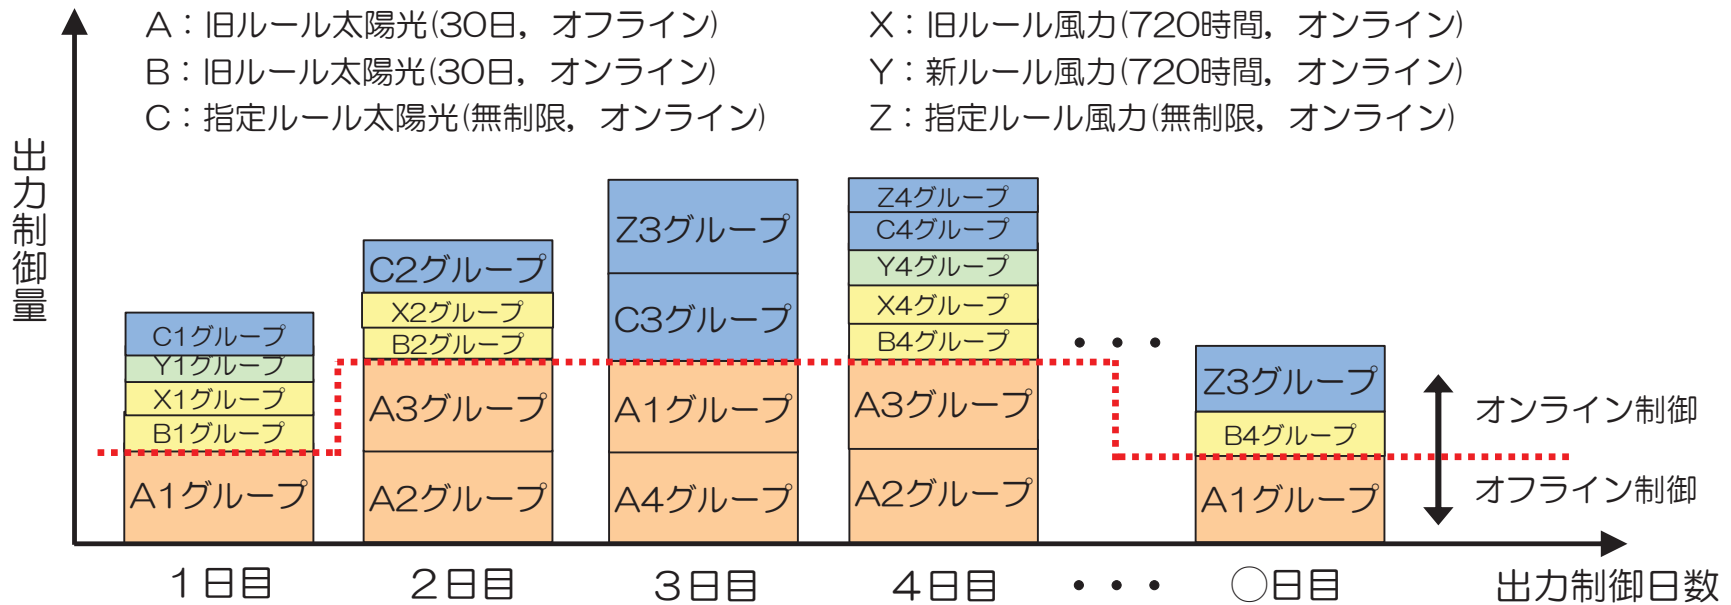 A：旧ルール太陽光(30日，オフライン)
B：旧ルール太陽光(30日，オンライン)
C：指定ルール太陽光(無制限，オンライン)
X：旧ルール風力(720時間，オンライン)
Y：新ルール風力(720時間，オンライン)
Z：指定ルール風力(無制限，オンライン)
出力制御量
C1グループ
Y1グループ
X1グループ
B1グループ
A1グループ
C2グループ
X2グループ
B2グループ
A3グループ
A2グループ
Z3グループ
C3グループ
A1グループ
A4グループ
Z4グループ
C4グループ
Y4グループ
X4グループ
B4グループ
A3グループ
A2グループ
・・・
Z3グループ
B4グループ
A1グループ
オンライン制御
オフライン制御
1日目
2日目
3日目
4日目
・・・
○日目
出力制御日数